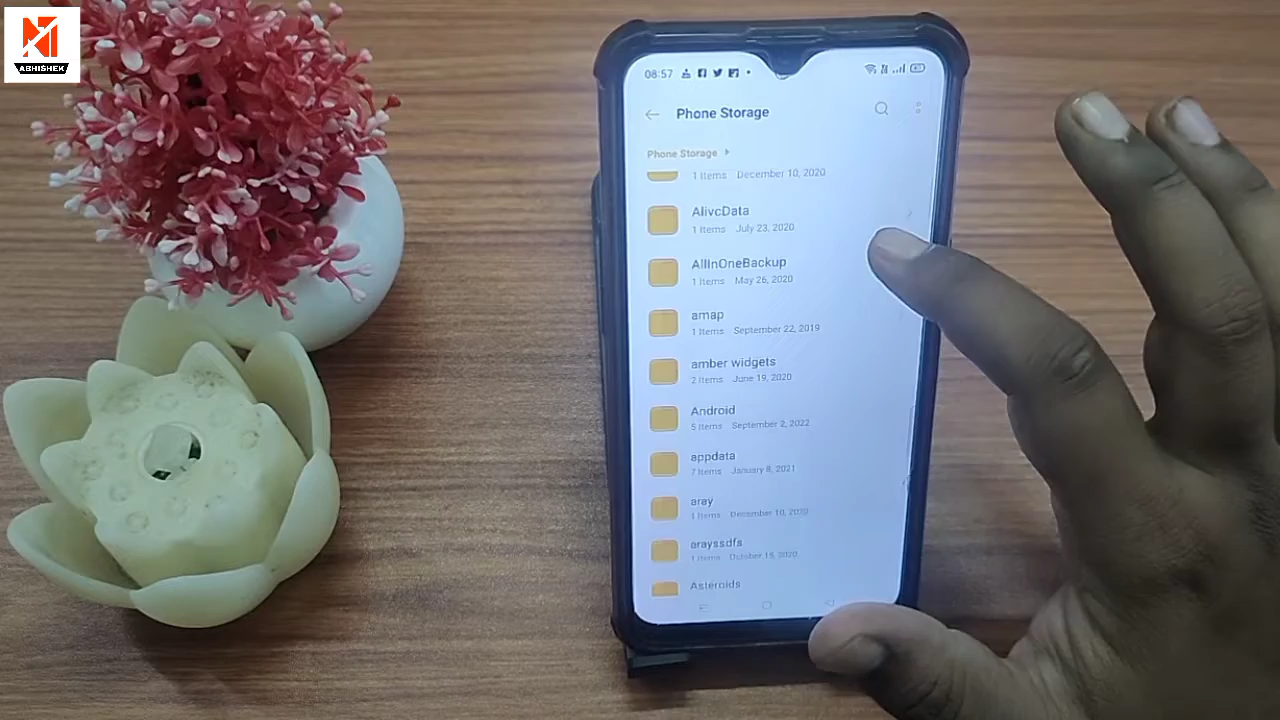 ABHISHEK
08:57
Phone Storage
Phone Storage
1 Items December 10, 2020
AlivcData
1 Items July 23, 2020
AllInOneBackup
1 Items May 26, 2020
amap
1 Items September 22, 2019
amber widgets
2 Items June 19, 2020
Android
5 Items September 2, 2022
appdata
7 Items January 8, 2021
aray
1 Items December 10, 2020
arayssdfs
1 Items October 15, 2020
Asteroids